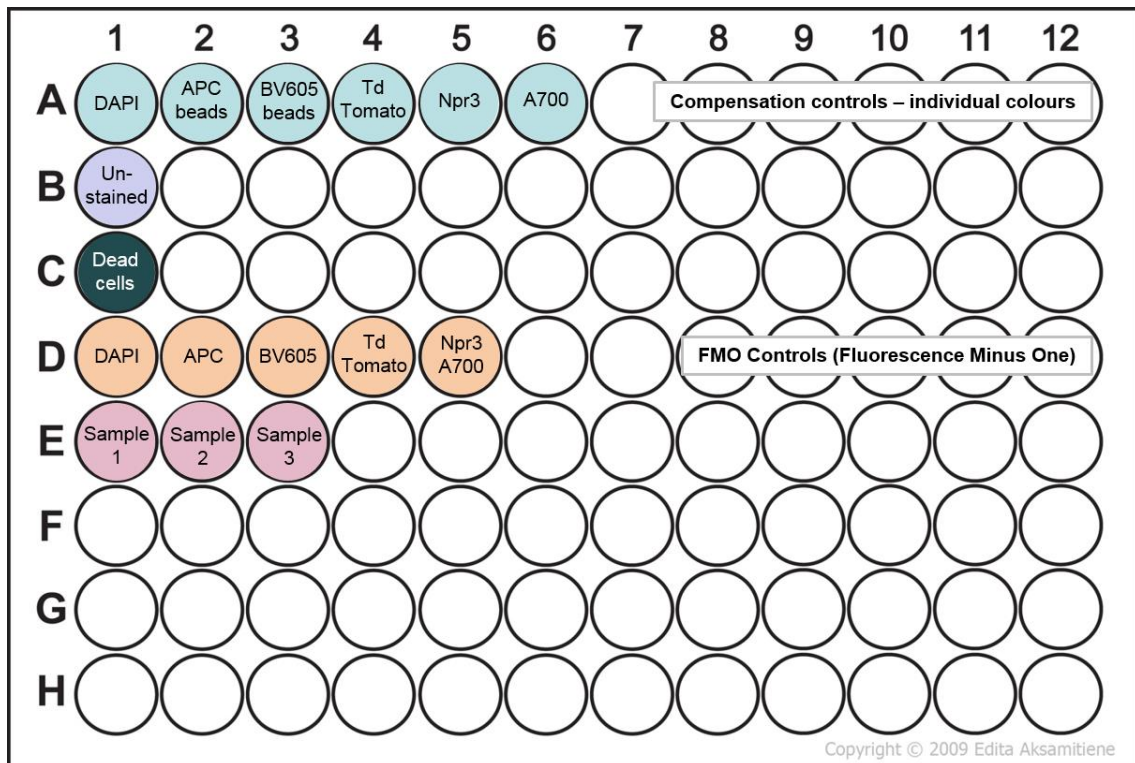 1 2 3 4 5 6 7 8 9 10 11 12
A
DAPI
APC
beads
BV605
beads
Td
Tomato
Npr3
A700
Compensation controls – individual colours
B
Un-
stained
C
Dead
cells
D
DAPI
APC
BV605
Td
Tomato
Npr3
A700
FMO Controls (Fluorescence Minus One)
E
Sample
1
Sample
2
Sample
3
F
G
H
Copyright © 2009 Edita Aksamitiene